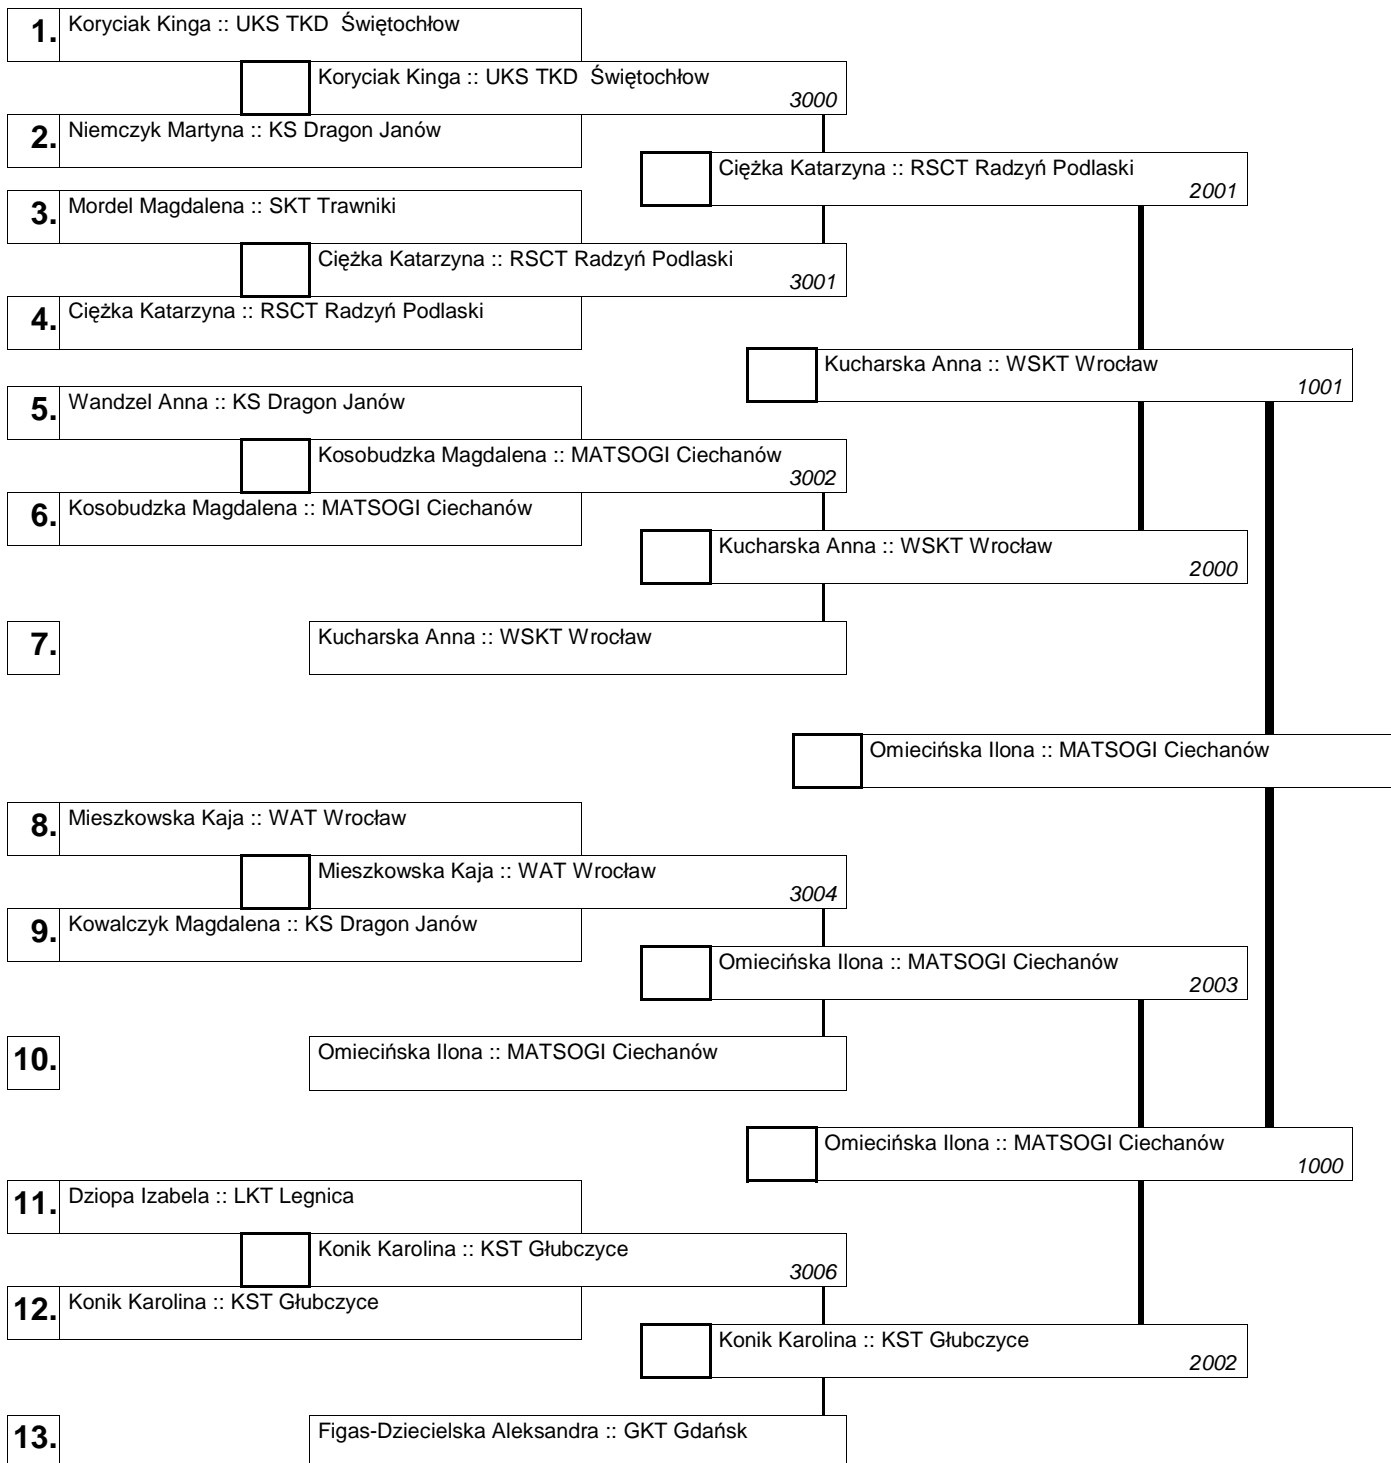 1. Koryciak Kinga :: UKS TKD  Świętochłow
Koryciak Kinga :: UKS TKD  Świętochłow
3000
2. Niemczyk Martyna :: KS Dragon Janów
Ciężka Katarzyna :: RSCT Radzyń Podlaski
2001
3. Mordel Magdalena :: SKT Trawniki
Ciężka Katarzyna :: RSCT Radzyń Podlaski
3001
4. Ciężka Katarzyna :: RSCT Radzyń Podlaski
Kucharska Anna :: WSKT Wrocław
1001
5. Wandzel Anna :: KS Dragon Janów
Kosobudzka Magdalena :: MATSOGI Ciechanów
3002
6. Kosobudzka Magdalena :: MATSOGI Ciechanów
Kucharska Anna :: WSKT Wrocław
2000
7. Kucharska Anna :: WSKT Wrocław
Omiecińska Ilona :: MATSOGI Ciechanów
8. Mieszkowska Kaja :: WAT Wrocław
Mieszkowska Kaja :: WAT Wrocław
3004
9. Kowalczyk Magdalena :: KS Dragon Janów
Omiecińska Ilona :: MATSOGI Ciechanów
2003
10. Omiecińska Ilona :: MATSOGI Ciechanów
Omiecińska Ilona :: MATSOGI Ciechanów
1000
11. Dziopa Izabela :: LKT Legnica
Konik Karolina :: KST Głubczyce
3006
12. Konik Karolina :: KST Głubczyce
Konik Karolina :: KST Głubczyce
2002
13. Figas-Dziecielska Aleksandra :: GKT Gdańsk